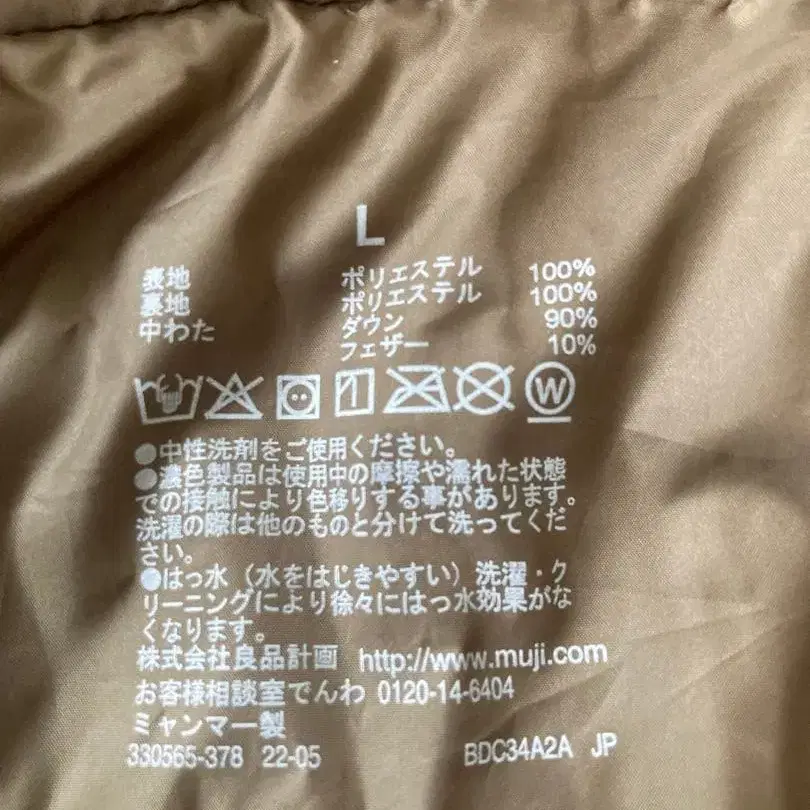 L
表地 ポリエステル 100%
裏地 ポリエステル 100%
中わた ダウン 90%
フェザー 10%
W
●中性洗剤をご使用ください。
●濃色製品は使用中の摩擦や濡れた状態
での接触により色移りする事があります。
洗濯の際は他のものと分けて洗ってくだ
さい。
●はっ水(水をはじきやすい)洗濯・ク
リーニングにより徐々にはっ水効果がな
くなります。
株式会社良品計画 http://www.muji.com
お客様相談室でんわ 0120-14-6404
ミャンマー製
330565-378 22-05 BDC34A2A JP